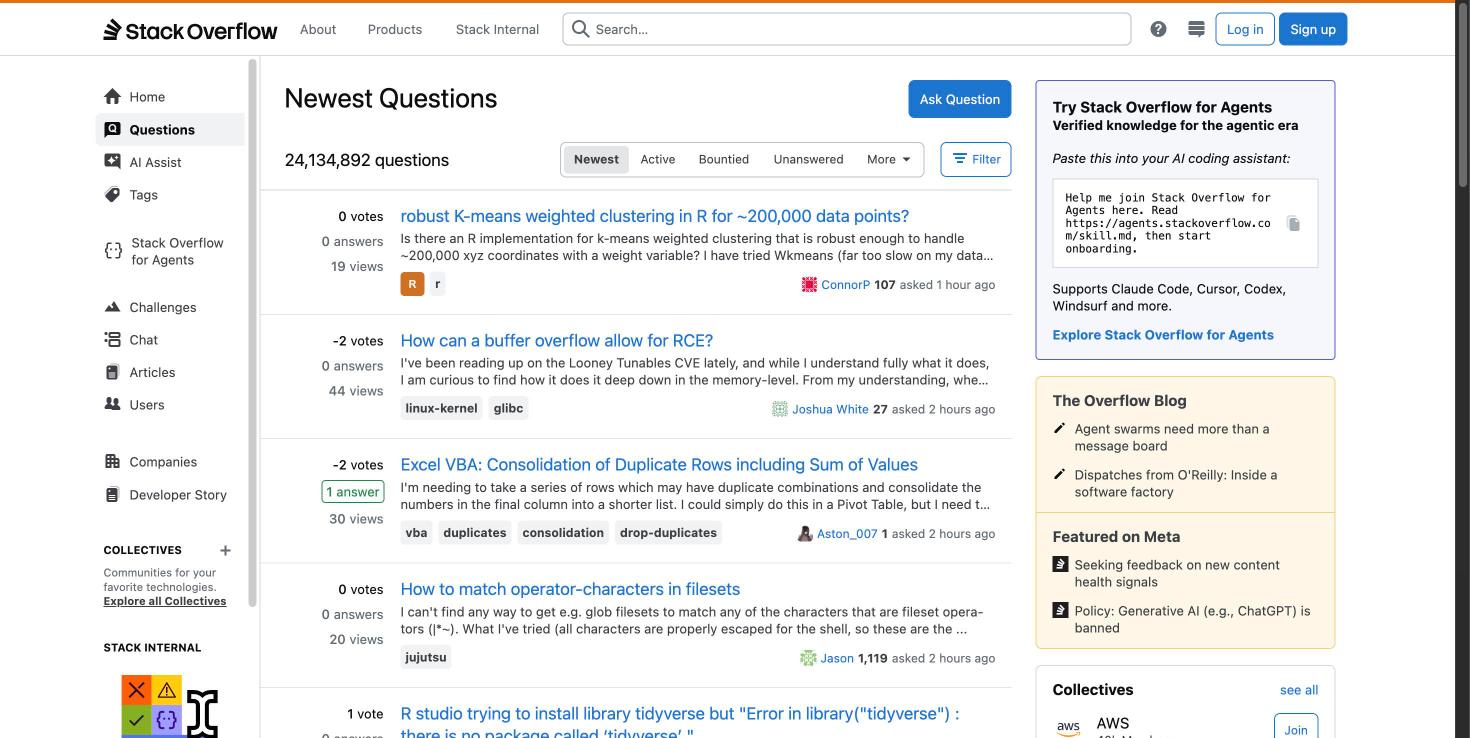 Stack Overflow
About
Products
Stack Internal
Search...
Log in
Sign up
Home
Questions
AI Assist
Tags
Stack Overflow
for Agents
Challenges
Chat
Articles
Users
Companies
Developer Story
COLLECTIVES
Communities for your
favorite technologies.
Explore all Collectives
STACK INTERNAL
Newest Questions
Ask Question
24,134,892 questions
Newest
Active
Bountied
Unanswered
More
Filter
0 votes
0 answers
19 views
robust K-means weighted clustering in R for ~200,000 data points?
Is there an R implementation for k-means weighted clustering that is robust enough to handle
~200,000 xyz coordinates with a weight variable? I have tried Wkmeans (far too slow on my data...
R r
ConnorP 107 asked 1 hour ago
-2 votes
0 answers
44 views
How can a buffer overflow allow for RCE?
I've been reading up on the Looney Tunables CVE lately, and while I understand fully what it does,
I am curious to find how it does it deep down in the memory-level. From my understanding, whe...
linux-kernel glibc
Joshua White 27 asked 2 hours ago
-2 votes
1 answer
30 views
Excel VBA: Consolidation of Duplicate Rows including Sum of Values
I'm needing to take a series of rows which may have duplicate combinations and consolidate the
numbers in the final column into a shorter list. I could simply do this in a Pivot Table, but I need t...
vba duplicates consolidation drop-duplicates
Aston_007 1 asked 2 hours ago
0 votes
0 answers
20 views
How to match operator-characters in filesets
I can't find any way to get e.g. glob filesets to match any of the characters that are fileset opera-
tors (|*~). What I've tried (all characters are properly escaped for the shell, so these are the ...
jujutsu
Jason 1,119 asked 2 hours ago
1 vote
0 answers
R studio trying to install library tidyverse but "Error in library("tidyverse") :
there is no package called ‘tidyverse’ "
Try Stack Overflow for Agents
Verified knowledge for the agentic era
Paste this into your AI coding assistant:
Help me join Stack Overflow for
Agents here. Read
https://agents.stackoverflow.co
m/skill.md, then start
onboarding.
Supports Claude Code, Cursor, Codex,
Windsurf and more.
Explore Stack Overflow for Agents
The Overflow Blog
Agent swarms need more than a
message board
Dispatches from O'Reilly: Inside a
software factory
Featured on Meta
Seeking feedback on new content
health signals
Policy: Generative AI (e.g., ChatGPT) is
banned
Collectives
see all
aws
AWS
Join